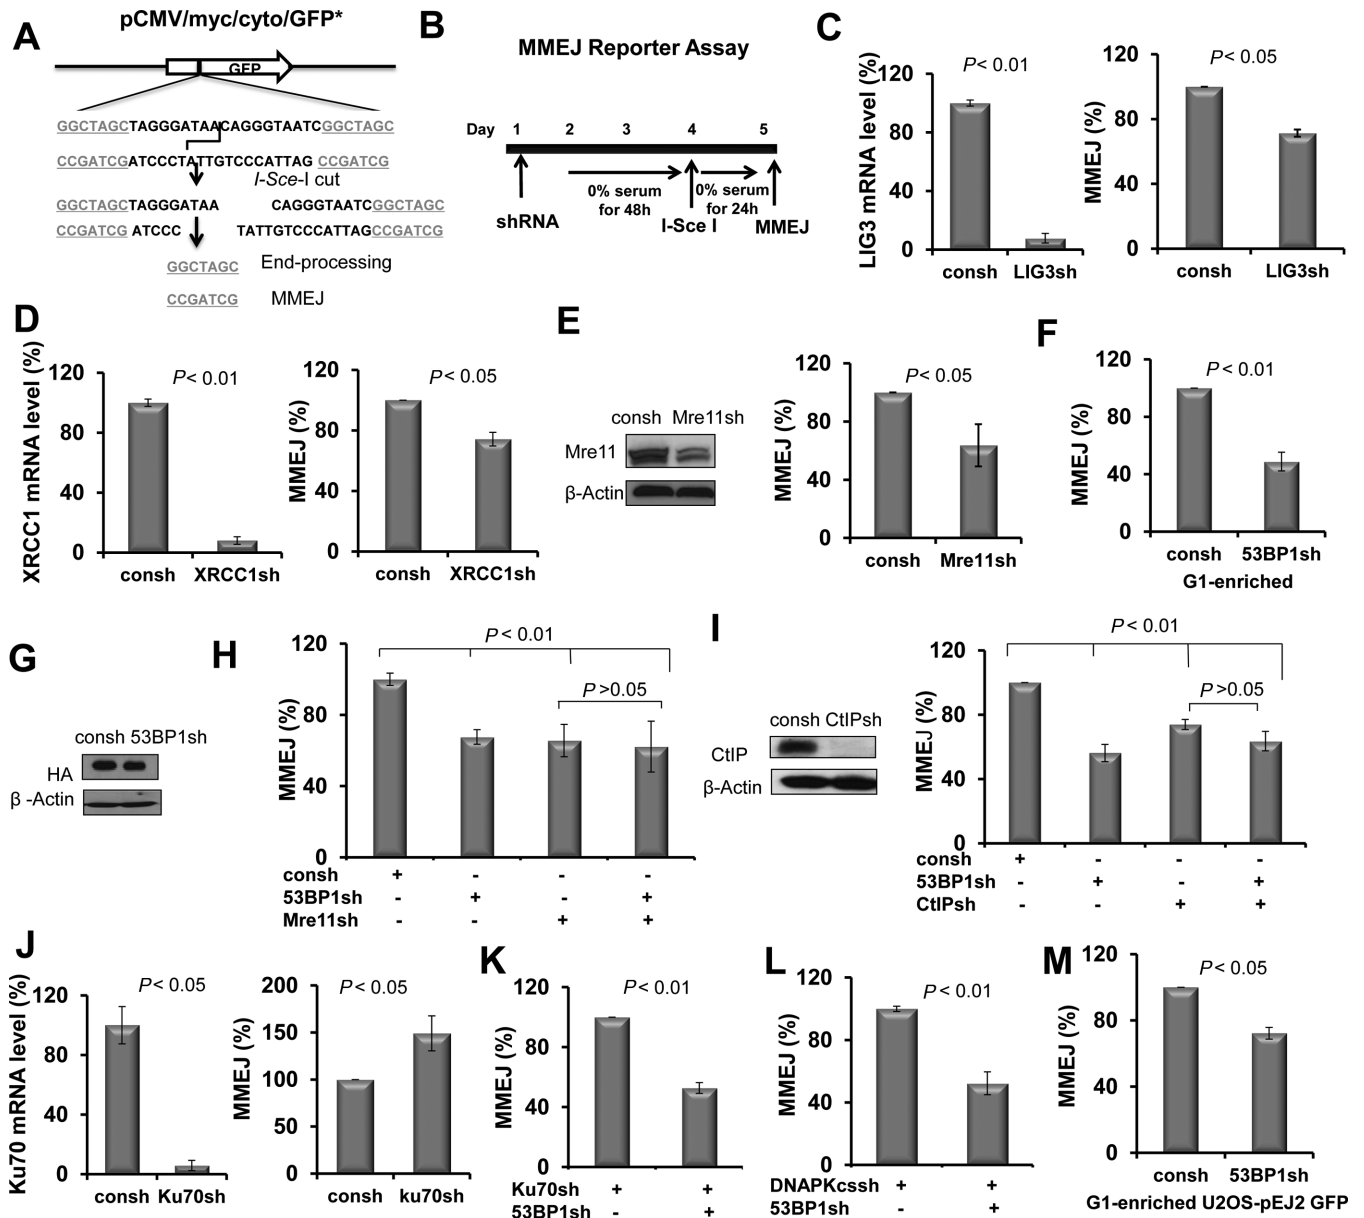 A
pCMV/myc/cyto/GFP*
GFP
GGCTAGCTAGGGATAACAGGGTAATCGGCTAGC
CCGATCGATCCCTATTGTCCCATTAG CCGATCG
I-Sce-I cut
GGCTAGCTAGGGATAA CAGGGTAATCGGCTAGC
CCGATCG ATCCC TATTGTCCCATTAGCCGATCG
GGCTAGC End-processing
CCGATCG MMEJ
B
MMEJ Reporter Assay
Day 1 2 3 4 5
0% serum for 48h
0% serum for 24h
shRNA
I-Sce I
MMEJ
C
LIG3 mRNA level (%)
P< 0.01
120
80
40
0
consh LIG3sh
MMEJ (%)
P< 0.05
120
80
40
0
consh LIG3sh
D
XRCC1 mRNA level (%)
P< 0.01
120
80
40
0
consh XRCC1sh
MMEJ (%)
P< 0.05
120
80
40
0
consh XRCC1sh
E
consh Mre11sh
Mre11
β-Actin
MMEJ (%)
P< 0.05
120
80
40
0
consh Mre11sh
F
MMEJ (%)
P< 0.01
120
80
40
0
consh 53BP1sh
G1-enriched
G
consh 53BP1sh
HA
β -Actin
H
MMEJ (%)
P< 0.01
P >0.05
120
80
40
0
consh + - - -
53BP1sh - + - +
Mre11sh - - + +
I
consh CtIPsh
CtIP
β-Actin
MMEJ (%)
P< 0.01
P>0.05
120
80
40
0
consh + - - -
53BP1sh - + - +
CtIPsh - - + +
J
Ku70 mRNA level (%)
P< 0.05
120
80
40
0
consh Ku70sh
MMEJ (%)
P< 0.05
200
150
100
50
0
consh ku70sh
K
MMEJ (%)
P< 0.01
120
80
40
0
Ku70sh + +
53BP1sh - +
L
MMEJ (%)
P< 0.01
120
80
40
0
DNAPKcssh + +
53BP1sh - +
M
MMEJ (%)
P< 0.05
120
80
40
0
consh 53BP1sh
G1-enriched U2OS-pEJ2 GFP